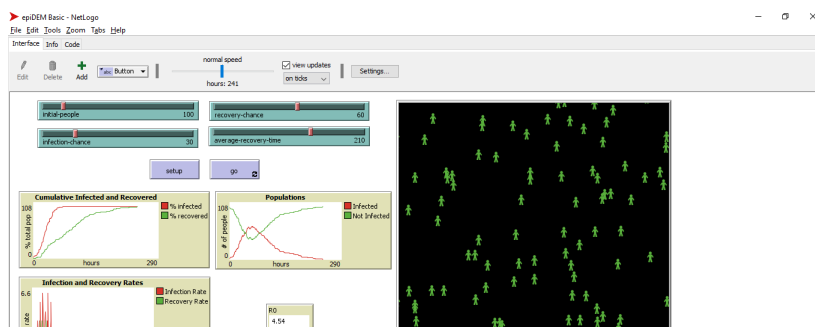 epiDEM Basic - NetLogo
File Edit Tools Zoom Tabs Help
Interface Info Code
Edit Delete Add
abc Button
normal speed
hours: 241
view updates
on ticks
Settings...
initial-people 100
recovery-chance 60
infection-chance 30
average-recovery-time 210
setup
go
Cumulative Infected and Recovered
108
% total pop
0
0 hours 290
% infected
% recovered
Populations
108
# of people
0
0 hours 290
Infected
Not Infected
Infection and Recovery Rates
6.6
rate
Infection Rate
Recovery Rate
R0
4.54